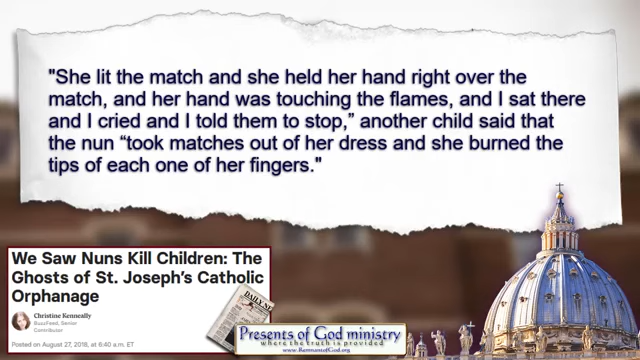 "She lit the match and she held her hand right over the
match, and her hand was touching the flames, and I sat there
and I cried and I told them to stop," another child said that
the nun "took matches out of her dress and she burned the
tips of each one of her fingers."
We Saw Nuns Kill Children: The
Ghosts of St. Joseph's Catholic
Orphanage
Christine Kenneally
BuzzFeed, Senior
Contributor
Posted on August 27, 2018, at 6:40 a.m. ET
Presents of God ministry
where the truth is provided
www.RemnantofGod.org